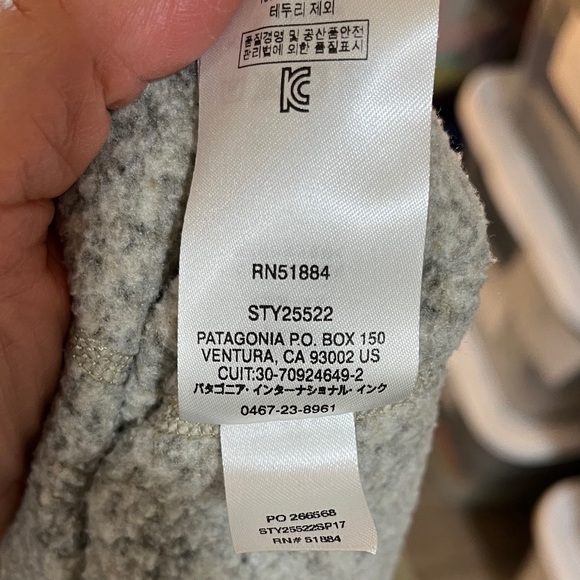 테두리 제외
품질경영 및 공산품안전
관리법에 의한 품질표시
RN51884
STY25522
PATAGONIA P.O. BOX 150
VENTURA, CA 93002 US
CUIT:30-70924649-2
パタゴニア・インターナショナル・インク
0467-23-8961
PO 266568
STY25522SP17
RN# 51884